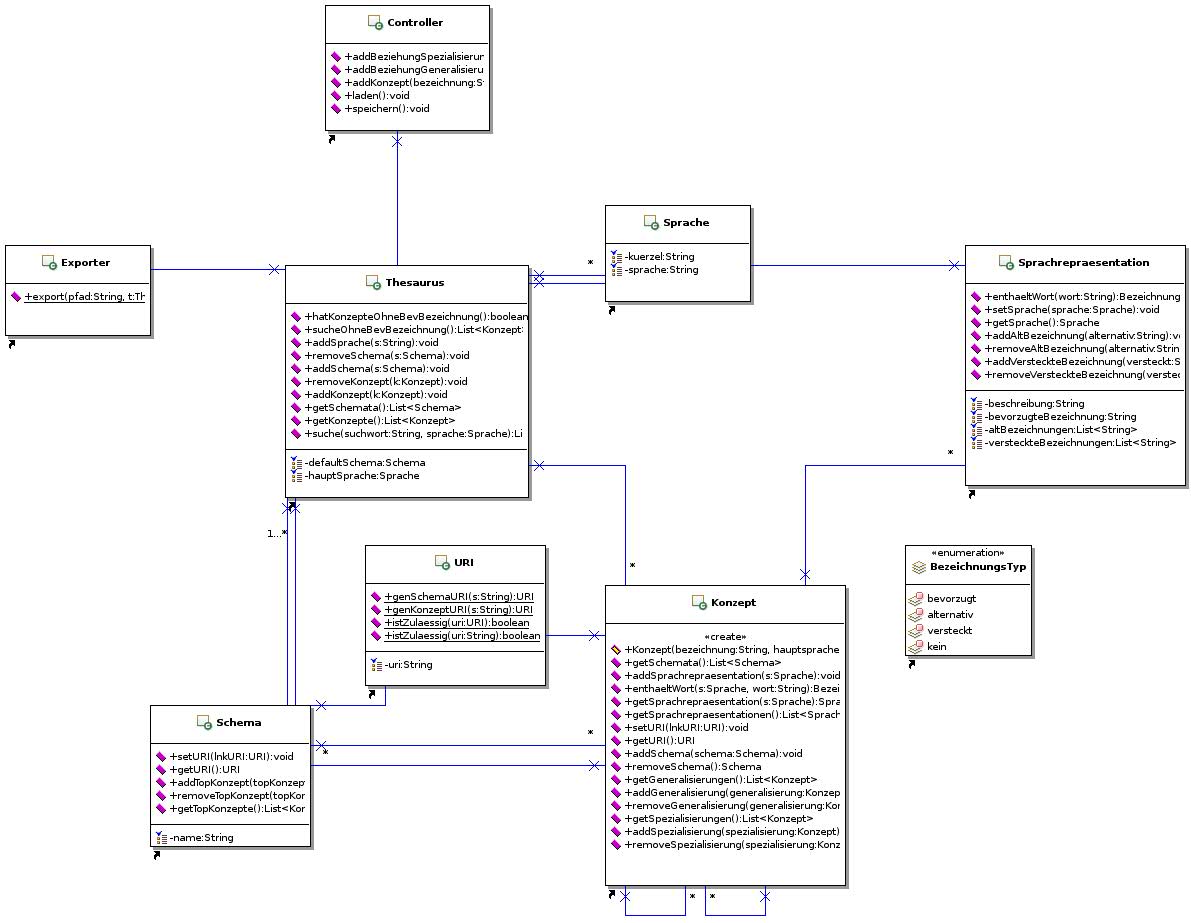 Controller
+addBeziehungSpezialisierun
+addBeziehungGeneralisieru
+addKonzept(bezeichnung:S
+laden():void
+speichern():void
Exporter
+export(pfad:String, t:Th
Thesaurus
+hatKonzepteOhneBevBezeichnung():boolean
+sucheOhneBevBezeichnung():List<Konzept>
+addSprache(s:String):void
+removeSchema(s:Schema):void
+addSchema(s:Schema):void
+removeKonzept(k:Konzept):void
+addKonzept(k:Konzept):void
+getSchemata():List<Schema>
+getKonzepte():List<Konzept>
+suche(suchwort:String, sprache:Sprache):Li
-defaultSchema:Schema
-hauptSprache:Sprache
*
Sprache
-kuerzel:String
-sprache:String
Sprachrepraesentation
+enthaeltWort(wort:String):Bezeichnung
+setSprache(sprache:Sprache):void
+getSprache():Sprache
+addAltBezeichnung(alternativ:String):v
+removeAltBezeichnung(alternativ:Strin
+addVersteckteBezeichnung(versteckt:S
+removeVersteckteBezeichnung(verstec
-beschreibung:String
-bevorzugteBezeichnung:String
-altBezeichnungen:List<String>
-versteckteBezeichnungen:List<String>
*
1...*
*
URI
+genSchemaURI(s:String):URI
+genKonzeptURI(s:String):URI
+istZulaessig(uri:URI):boolean
+istZulaessig(uri:String):boolean
-uri:String
«enumeration»
BezeichnungsTyp
bevorzugt
alternativ
versteckt
kein
Konzept
«create»
+Konzept(bezeichnung:String, hauptsprache
+getSchemata():List<Schema>
+addSprachrepraesentation(s:Sprache):void
+enthaeltWort(s:Sprache, wort:String):Bezei
+getSprachrepraesentation(s:Sprache):Spra
+getSprachrepraesentationen():List<Sprach
+setURI(lnkURI:URI):void
+getURI():URI
+addSchema(schema:Schema):void
+removeSchema():Schema
+getGeneralisierungen():List<Konzept>
+addGeneralisierung(generalisierung:Konzep
+removeGeneralisierung(generalisierung:Kon
+getSpezialisierungen():List<Konzept>
+addSpezialisierung(spezialisierung:Konzept)
+removeSpezialisierung(spezialisierung:Konz
Schema
+setURI(lnkURI:URI):void
+getURI():URI
+addTopKonzept(topKonzep
+removeTopKonzept(topKor
+getTopKonzepte():List<Kor
-name:String
*
*
* *